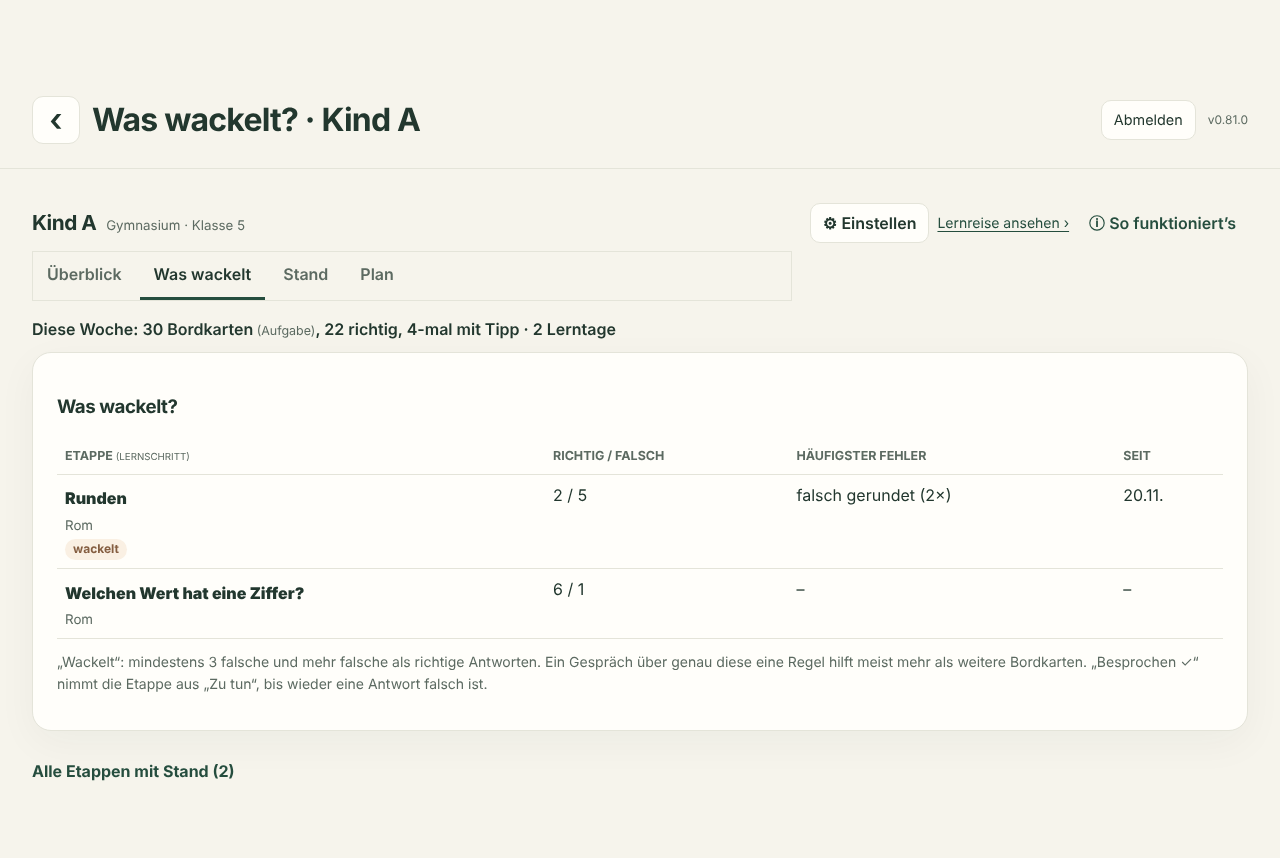 ‹ Was wackelt? · Kind A
Abmelden v0.81.0
Kind A Gymnasium · Klasse 5
⚙ Einstellen Lernreise ansehen › ⓘ So funktioniert’s
Überblick Was wackelt Stand Plan
Diese Woche: 30 Bordkarten (Aufgabe), 22 richtig, 4-mal mit Tipp · 2 Lerntage
Was wackelt?
ETAPPE (LERNSCHRITT) RICHTIG / FALSCH HÄUFIGSTER FEHLER SEIT
Runden 2 / 5 falsch gerundet (2×) 20.11.
Rom
wackelt
Welchen Wert hat eine Ziffer? 6 / 1 – –
Rom
„Wackelt“: mindestens 3 falsche und mehr falsche als richtige Antworten. Ein Gespräch über genau diese eine Regel hilft meist mehr als weitere Bordkarten. „Besprochen ✓“
nimmt die Etappe aus „Zu tun“, bis wieder eine Antwort falsch ist.
Alle Etappen mit Stand (2)